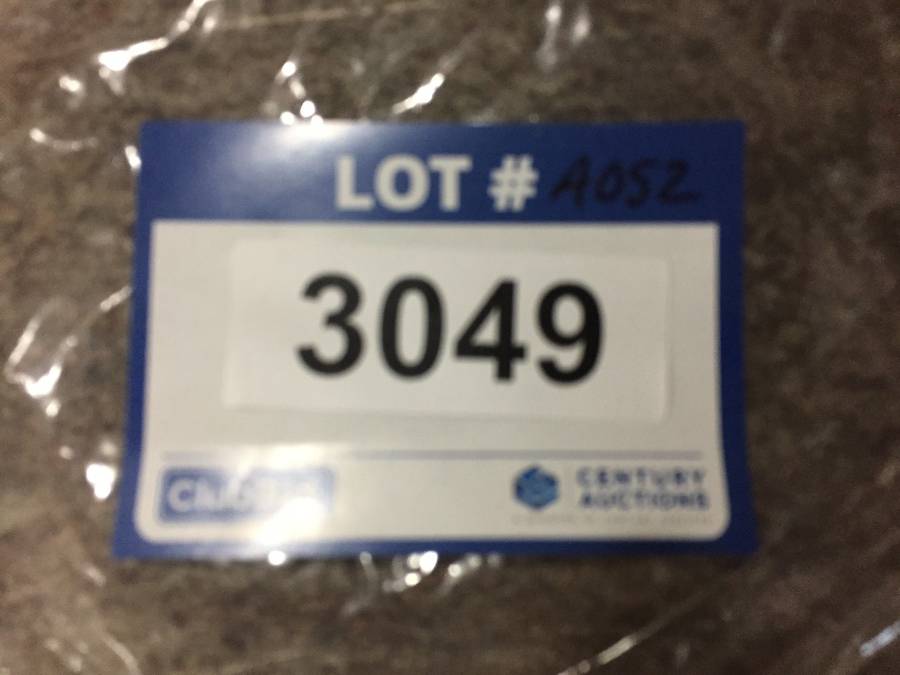 LOT # A052
3049
CENTURY
AUCTIONS